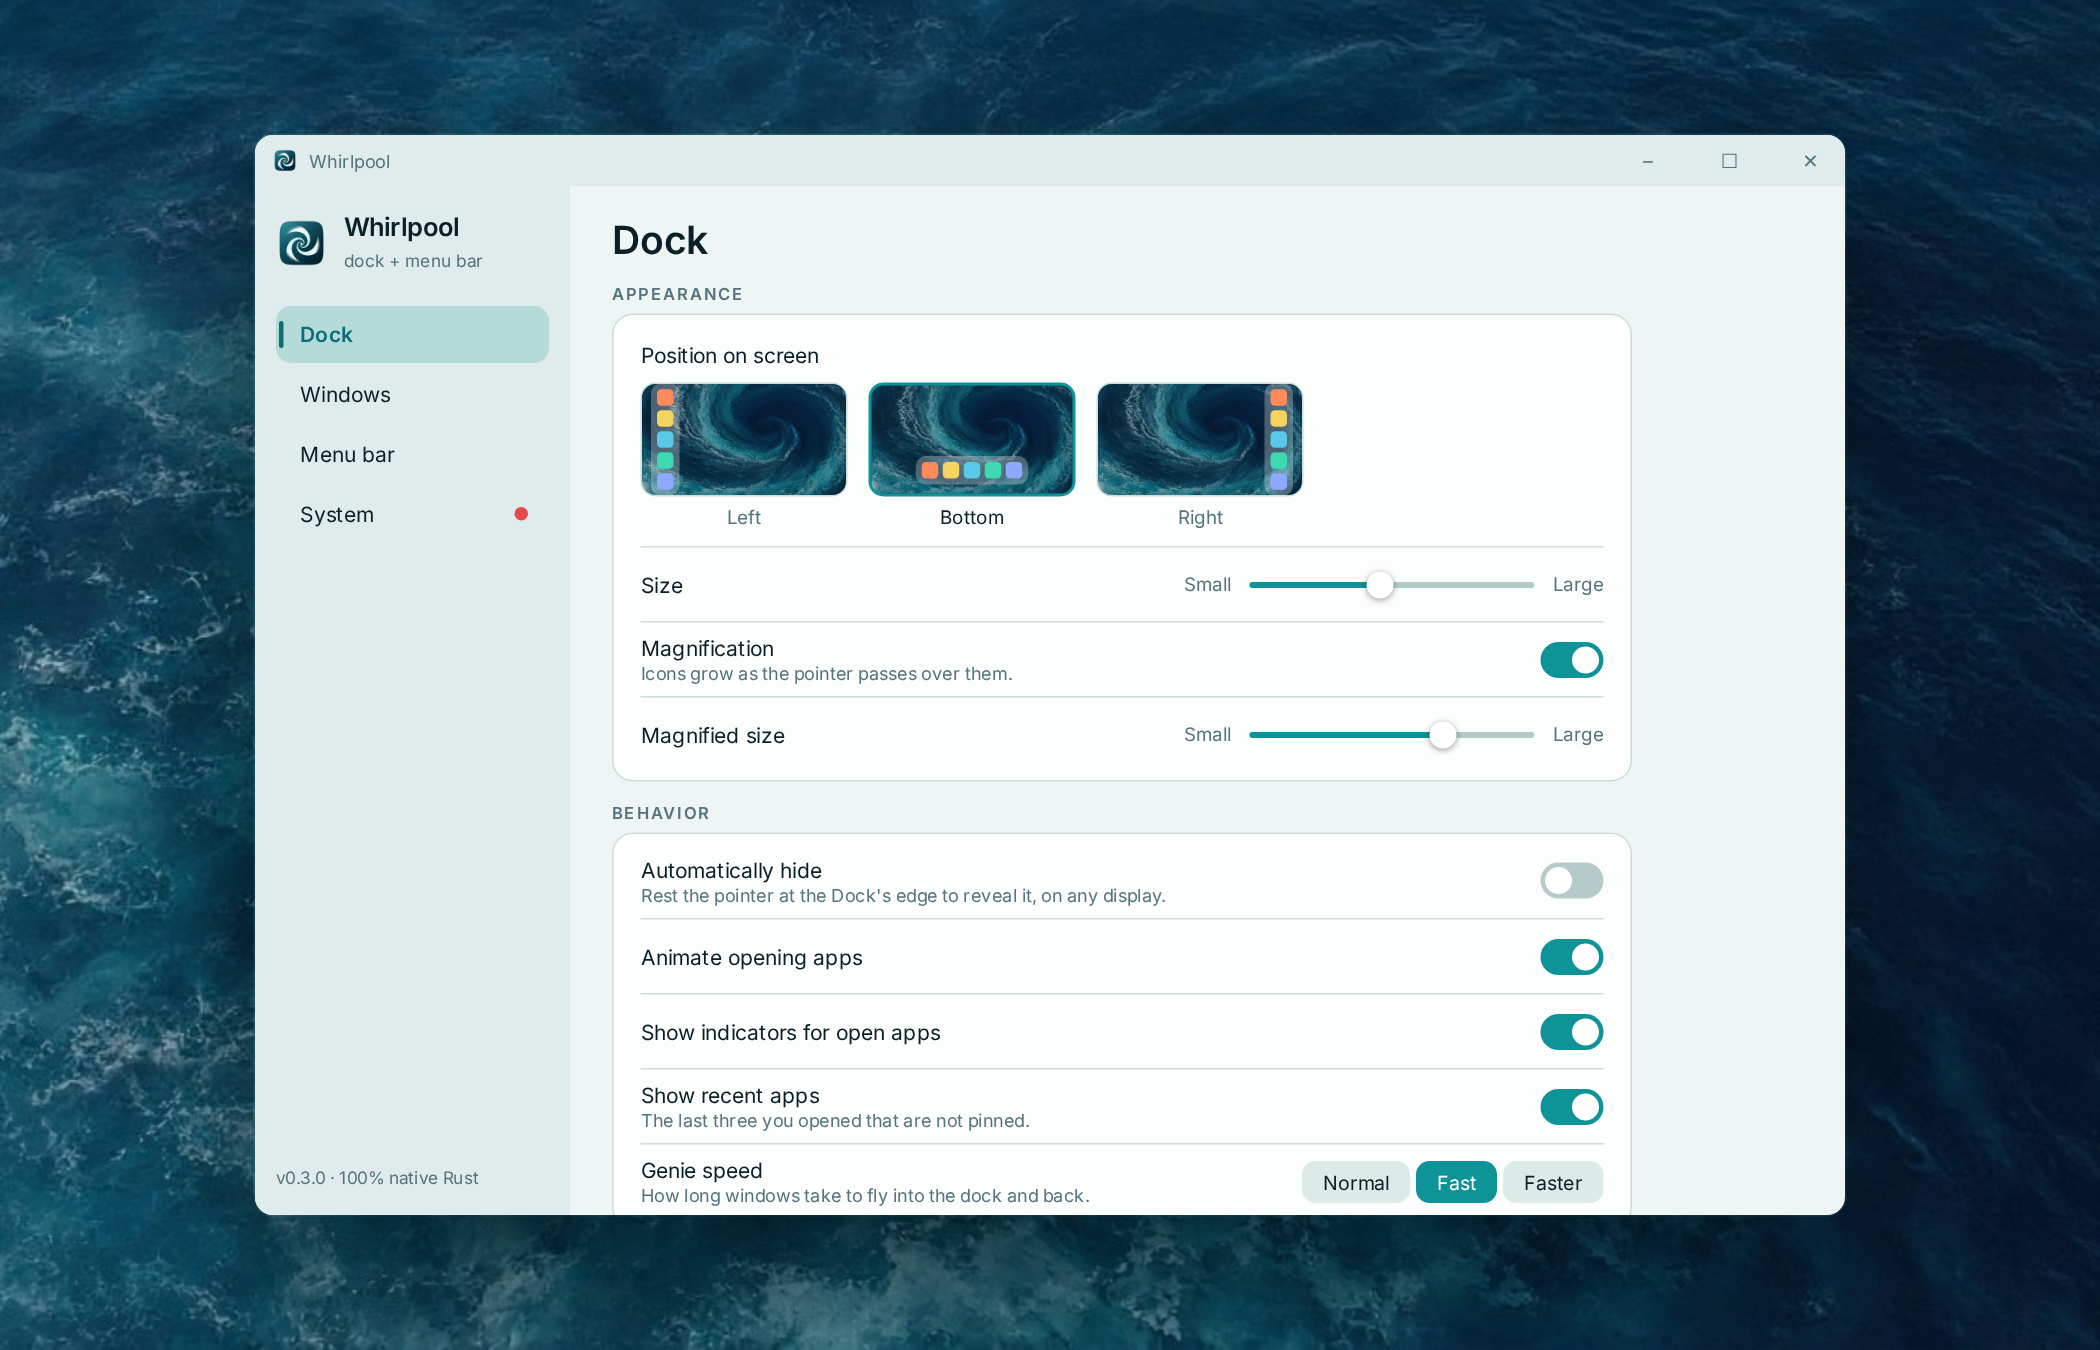 Whirlpool
Whirlpool
dock + menu bar
Dock
Windows
Menu bar
System
v0.3.0 · 100% native Rust
Dock
APPEARANCE
Position on screen
Left
Bottom
Right
Size
Small
Large
Magnification
Icons grow as the pointer passes over them.
Magnified size
Small
Large
BEHAVIOR
Automatically hide
Rest the pointer at the Dock's edge to reveal it, on any display.
Animate opening apps
Show indicators for open apps
Show recent apps
The last three you opened that are not pinned.
Genie speed
How long windows take to fly into the dock and back.
Normal
Fast
Faster